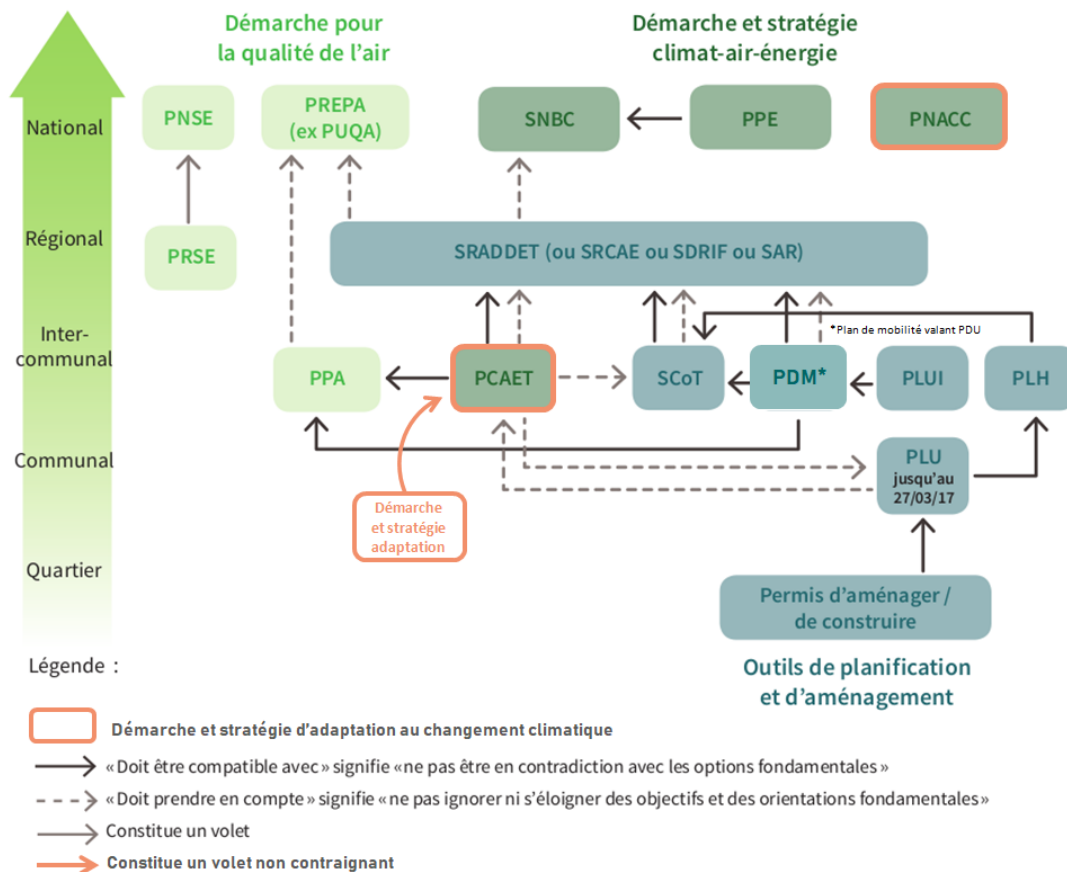 Démarche pour
la qualité de l'air
Démarche et stratégie
climat-air-énergie
National
PNSE
PREPA
(ex PUQA)
SNBC
PPE
PNACC
Régional
PRSE
SRADDET (ou SRCAE ou SDRIF ou SAR)
Inter-
communal
*Plan de mobilité valant PDU
PPA
PCAET
SCoT
PDM*
PLUI
PLH
Communal
PLU
jusqu'au
27/03/17
Démarche
et stratégie
adaptation
Quartier
Permis d'aménager /
de construire
Outils de planification
et d'aménagement
Légende :
Démarche et stratégie d'adaptation au changement climatique
« Doit être compatible avec » signifie « ne pas être en contradiction avec les options fondamentales »
« Doit prendre en compte » signifie « ne pas ignorer ni s'éloigner des objectifs et des orientations fondamentales »
Constitue un volet
Constitue un volet non contraignant